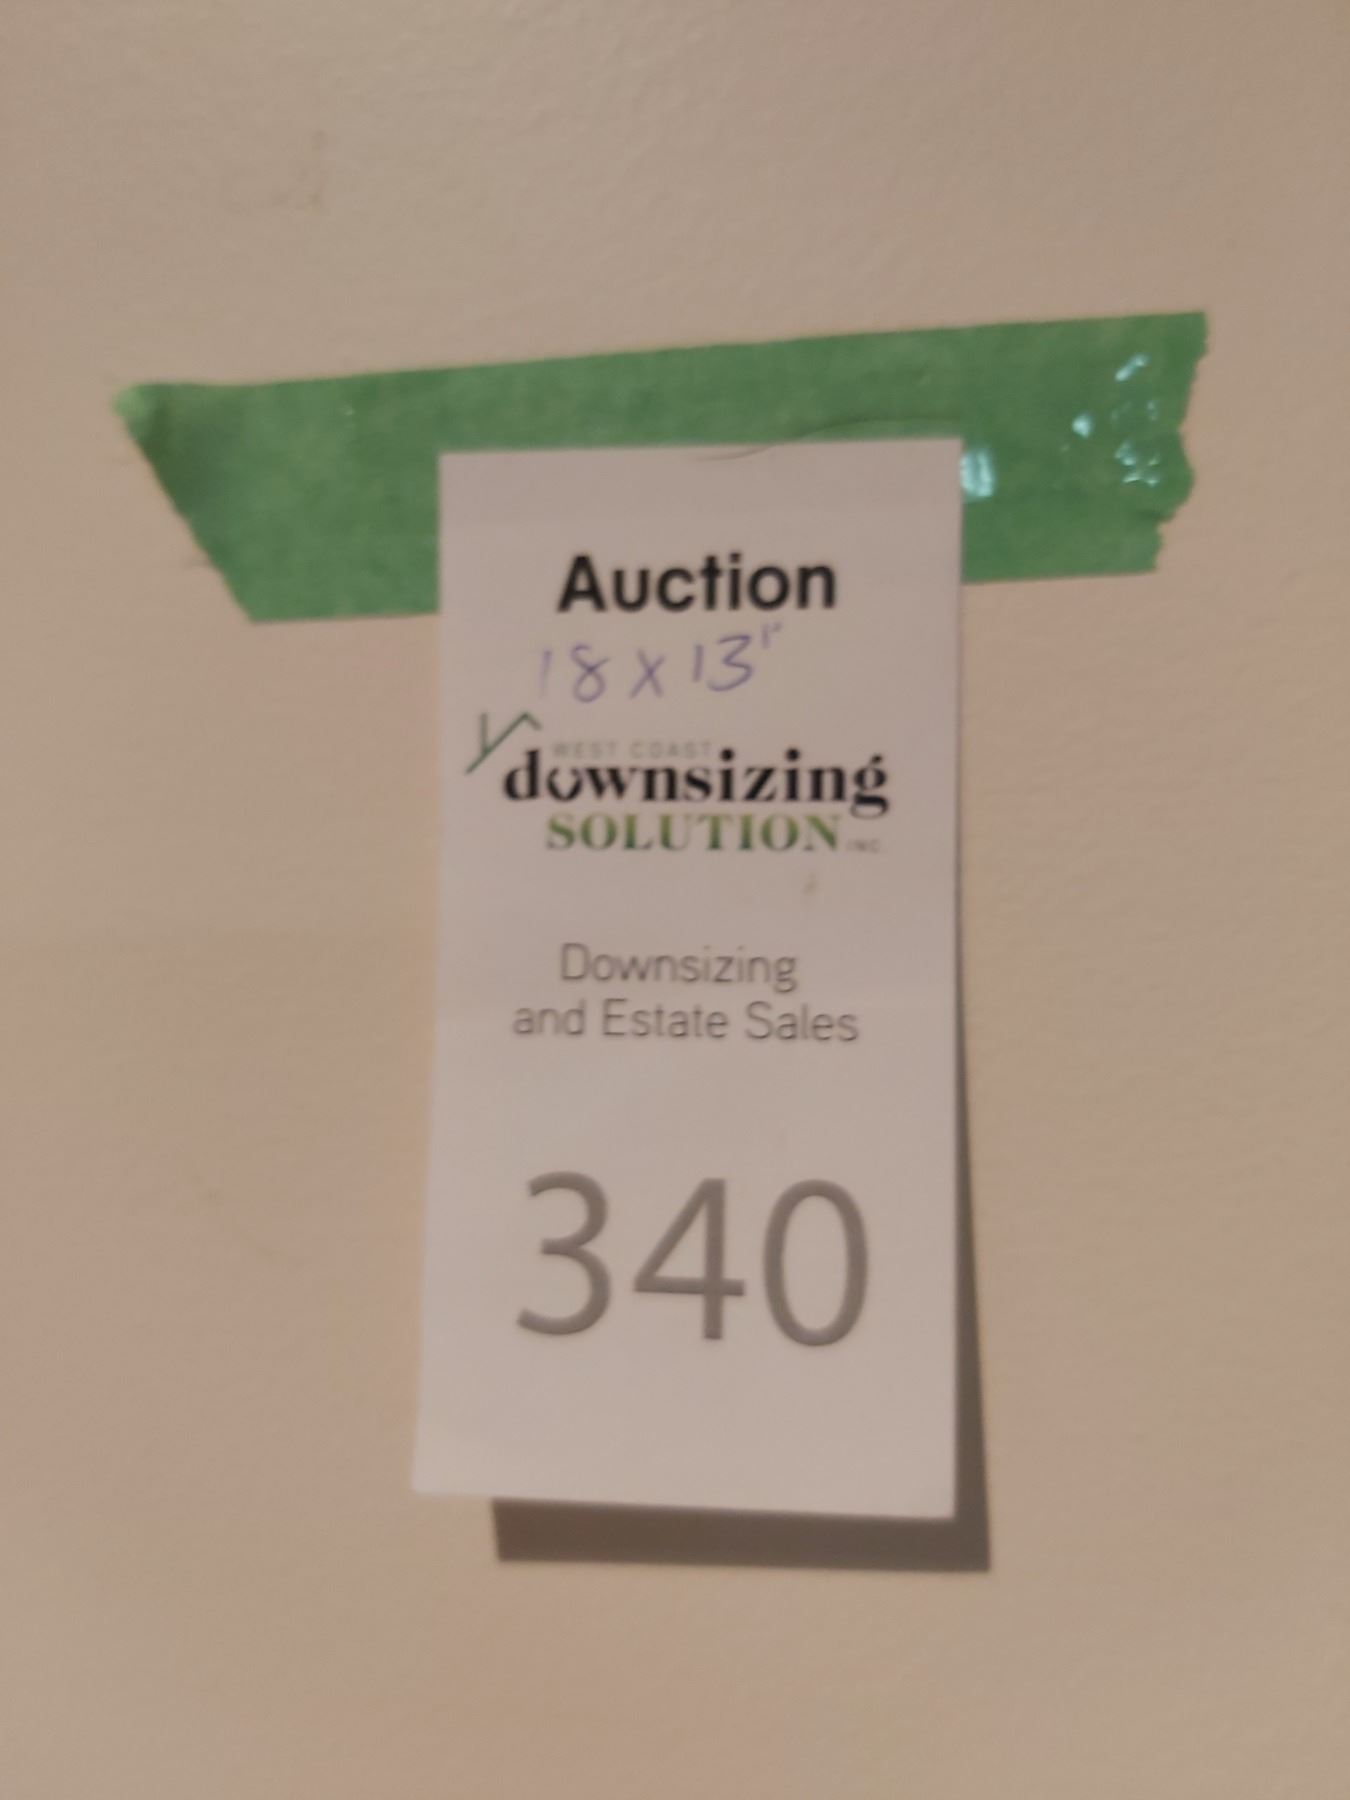 Auction
18 x 13"
WEST COAST
downsizing
SOLUTION INC.
Downsizing
and Estate Sales
340